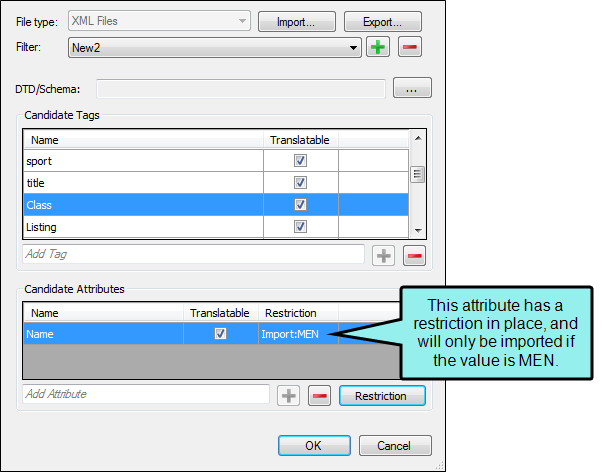 File type: XML Files Import... Export...
Filter: New2
DTD/Schema: ...
Candidate Tags
Name Translatable
sport
title
Class
Listing
Add Tag
Candidate Attributes
Name Translatable Restriction
Name Import:MEN
Add Attribute Restriction
OK Cancel
This attribute has a
restriction in place, and
will only be imported if
the value is MEN.